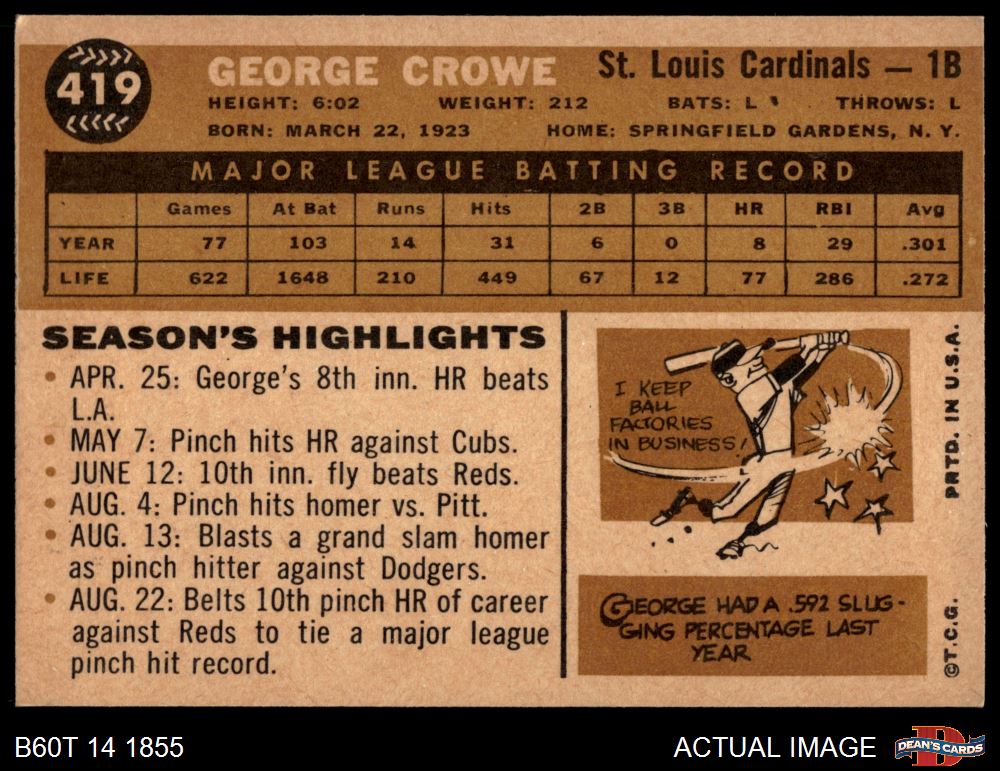 419
GEORGE CROWE St. Louis Cardinals — 1B
HEIGHT: 6:02 WEIGHT: 212 BATS: L THROWS: L
BORN: MARCH 22, 1923 HOME: SPRINGFIELD GARDENS, N. Y.
MAJOR LEAGUE BATTING RECORD
Games At Bat Runs Hits 2B 3B HR RBI Avg
YEAR 77 103 14 31 6 0 8 29 .301
LIFE 622 1648 210 449 67 12 77 286 .272
SEASON'S HIGHLIGHTS
• APR. 25: George's 8th inn. HR beats
L.A.
• MAY 7: Pinch hits HR against Cubs.
• JUNE 12: 10th inn. fly beats Reds.
• AUG. 4: Pinch hits homer vs. Pitt.
• AUG. 13: Blasts a grand slam homer
as pinch hitter against Dodgers.
• AUG. 22: Belts 10th pinch HR of career
against Reds to tie a major league
pinch hit record.
I KEEP
BALL
FACTORIES
IN BUSINESS!
GEORGE HAD A .592 SLUG-
GING PERCENTAGE LAST
YEAR
PRTD. IN U.S.A.
©T.C.G.
B60T 14 1855
ACTUAL IMAGE
D
DEAN'S CARDS